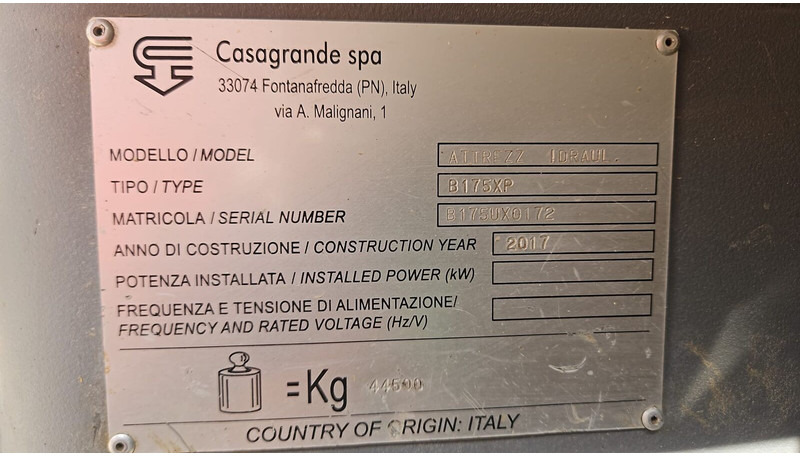 Casagrande spa
33074 Fontanafredda (PN), Italy
via A. Malignani, 1
MODELLO / MODEL ATTREZZ IDRAUL.
TIPO / TYPE B175XP
MATRICOLA / SERIAL NUMBER B175UX0172
ANNO DI COSTRUZIONE / CONSTRUCTION YEAR 2017
POTENZA INSTALLATA / INSTALLED POWER (kW)
FREQUENZA E TENSIONE DI ALIMENTAZIONE/
FREQUENCY AND RATED VOLTAGE (Hz/V)
=Kg 44500
COUNTRY OF ORIGIN: ITALY